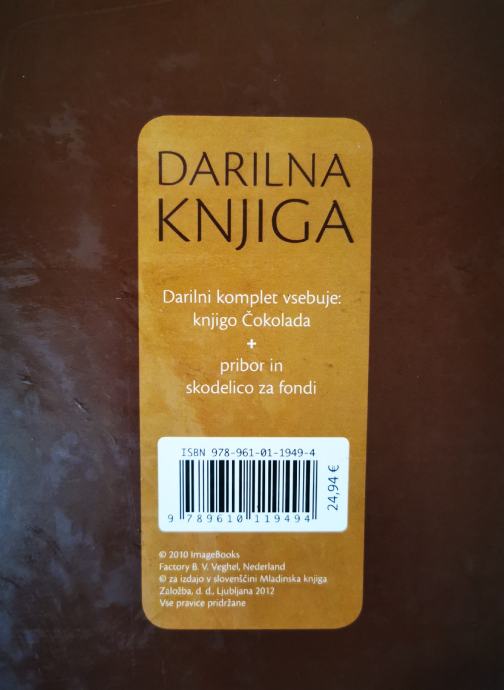 DARILNA
KNJIGA
Darilni komplet vsebuje:
knjigo Čokolada
+
pribor in
skodelico za fondi
ISBN 978-961-01-1949-4
24,94 €
9 789610 119494
© 2010 ImageBooks
Factory B. V. Veghel, Nederland
© za izdajo v slovenščini Mladinska knjiga
Založba, d. d., Ljubljana 2012
Vse pravice pridržane